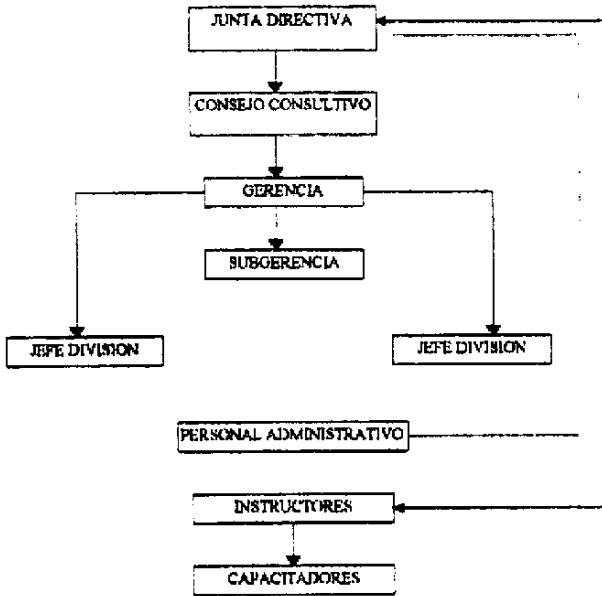 JUNTA DIRECTIVA
CONSEJO CONSULTIVO
GERENCIA
SUBGERENCIA
JEFE DIVISION
JEFE DIVISION
PERSONAL ADMINISTRATIVO
INSTRUCTORES
CAPACITADORES